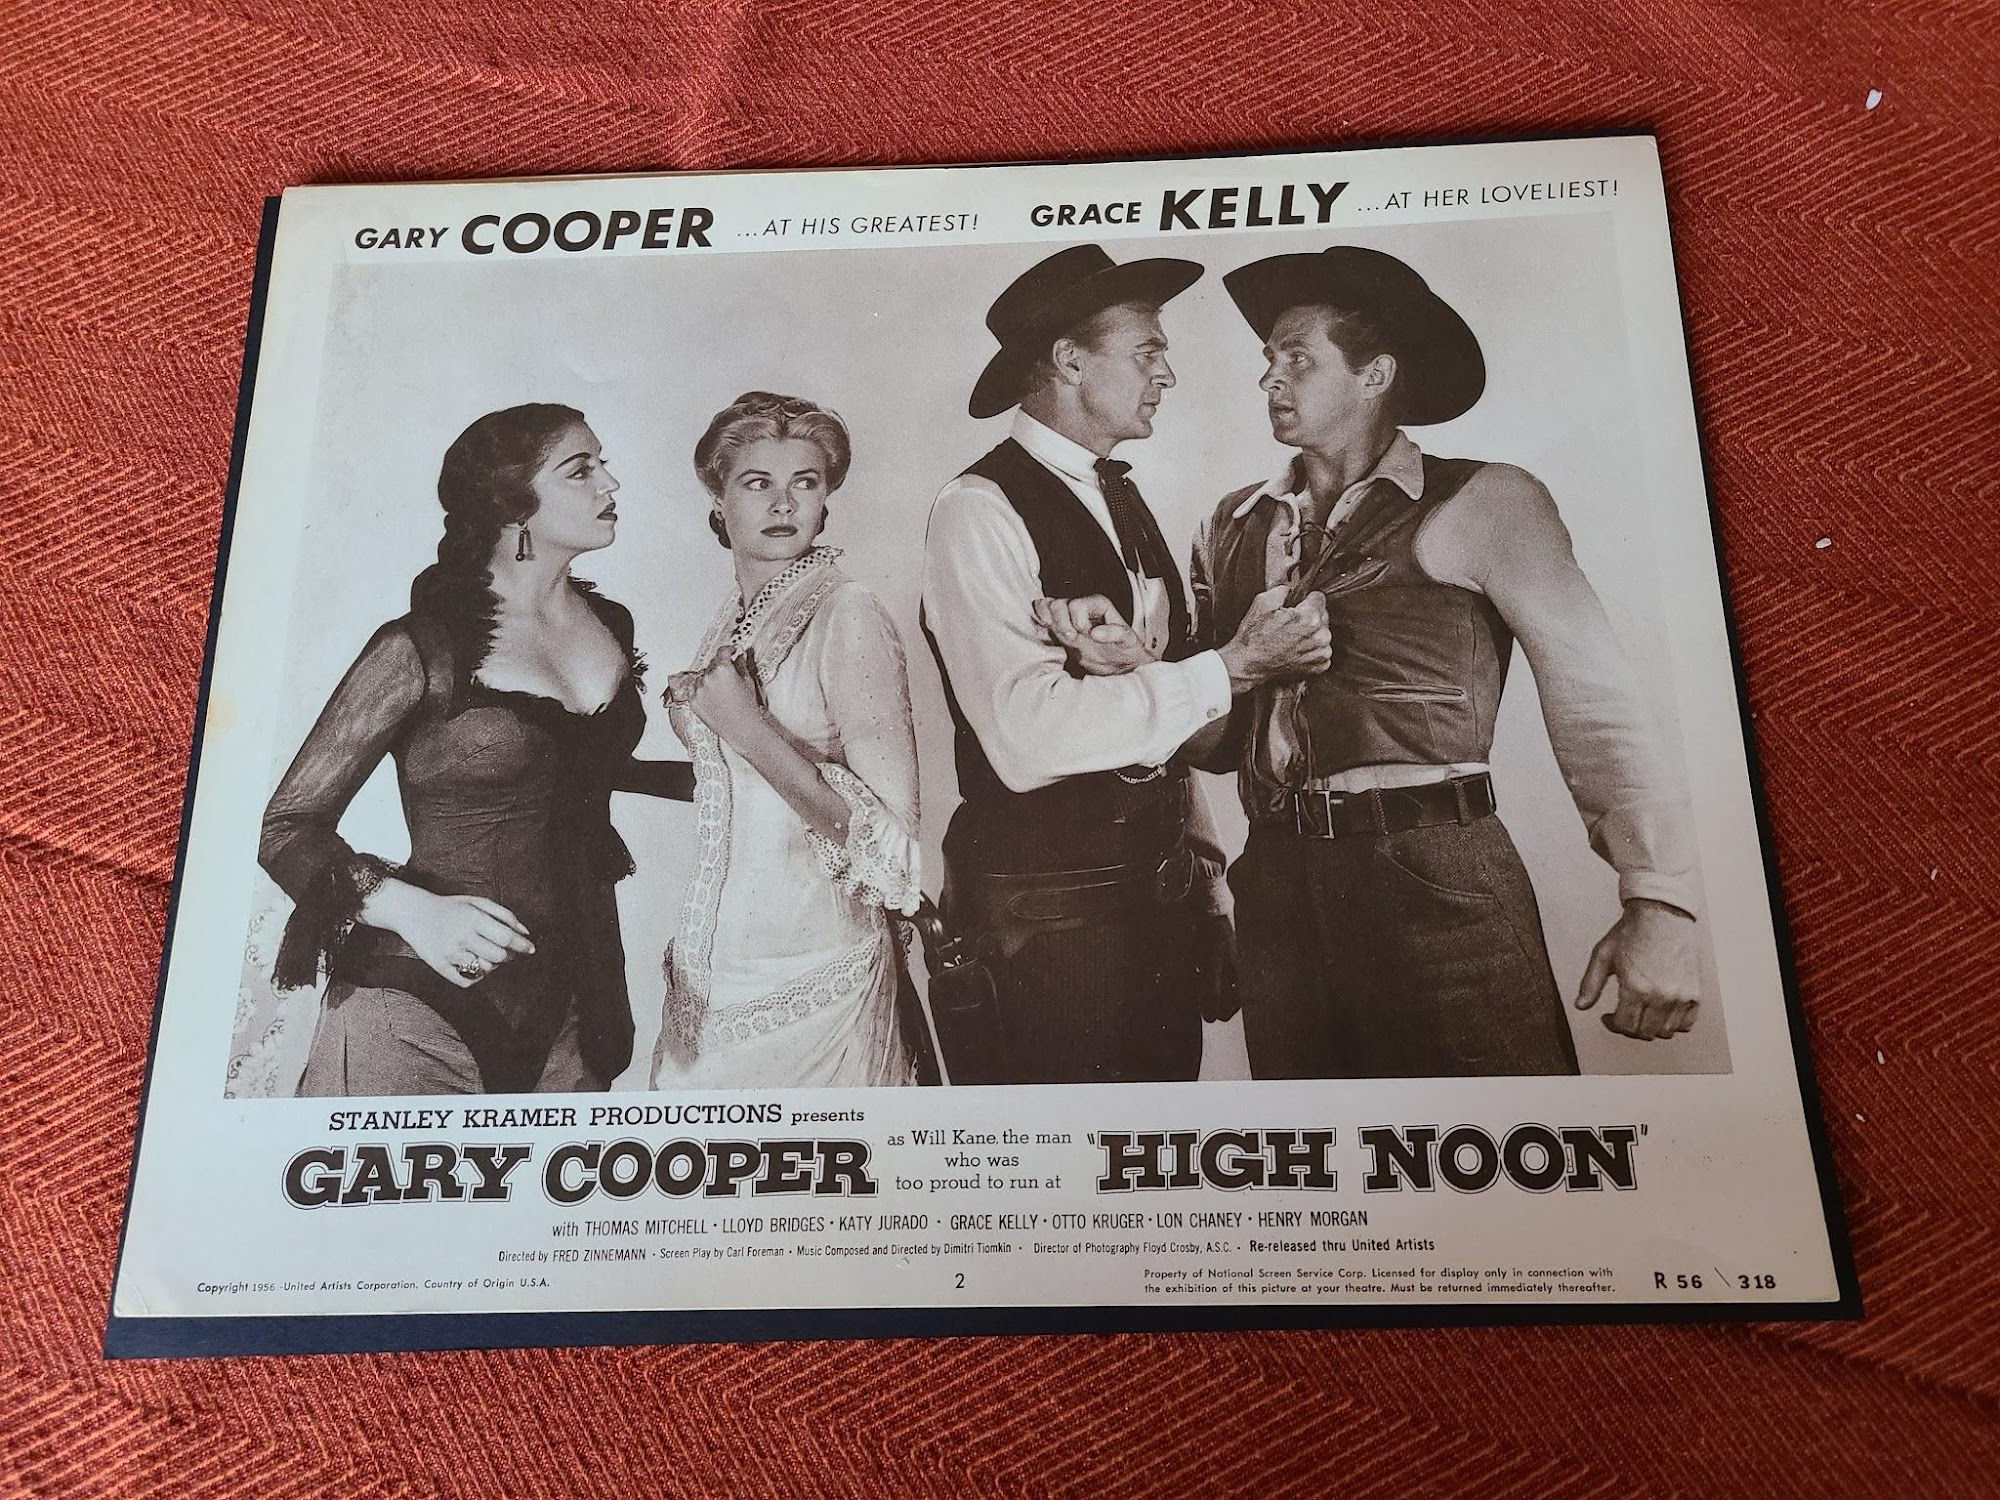 GARY COOPER ...AT HIS GREATEST! GRACE KELLY ...AT HER LOVELIEST!
STANLEY KRAMER PRODUCTIONS presents
GARY COOPER
as Will Kane, the man
who was
too proud to run at
"HIGH NOON"
with THOMAS MITCHELL · LLOYD BRIDGES · KATY JURADO · GRACE KELLY · OTTO KRUGER · LON CHANEY · HENRY MORGAN
Directed by FRED ZINNEMANN · Screen Play by Carl Foreman · Music Composed and Directed by Dimitri Tiomkin · Director of Photography Floyd Crosby, A.S.C. · Re-released thru United Artists
Copyright 1956 - United Artists Corporation. Country of Origin U.S.A.
2
Property of National Screen Service Corp. Licensed for display only in connection with
the exhibition of this picture at your theatre. Must be returned immediately thereafter.
R 56 \ 318